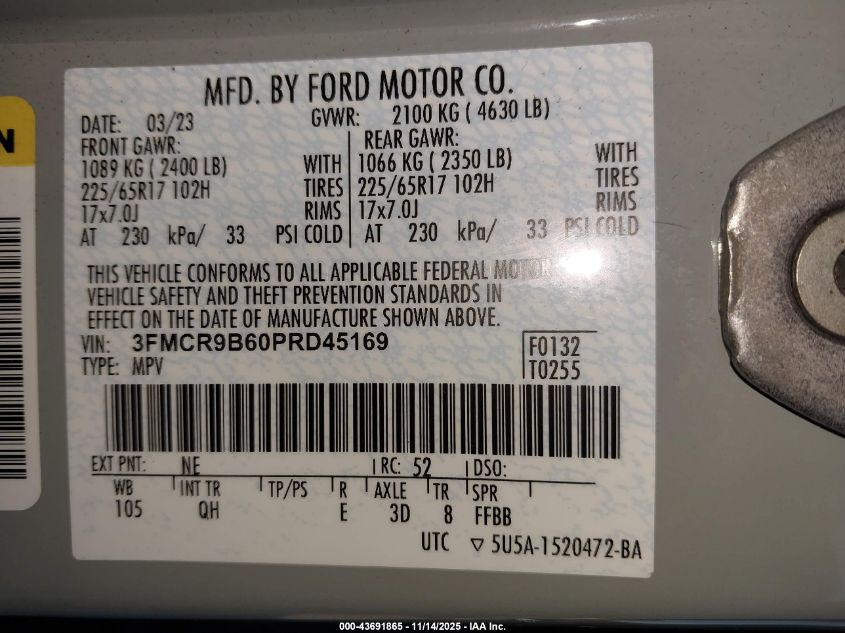 MFD. BY FORD MOTOR CO.
DATE: 03/23 GVWR: 2100 KG ( 4630 LB)
FRONT GAWR: REAR GAWR:
1089 KG ( 2400 LB) WITH 1066 KG ( 2350 LB) WITH
225/65R17 102H TIRES 225/65R17 102H TIRES
17x7.0J RIMS 17x7.0J RIMS
AT 230 kPa/ 33 PSI COLD AT 230 kPa/ 33 PSI COLD
THIS VEHICLE CONFORMS TO ALL APPLICABLE FEDERAL MOTOR
VEHICLE SAFETY AND THEFT PREVENTION STANDARDS IN
EFFECT ON THE DATE OF MANUFACTURE SHOWN ABOVE.
VIN: 3FMCR9B60PRD45169 F0132
TYPE: MPV T0255
EXT PNT: NE RC: 52 DSO:
WB INT TR TP/PS R AXLE TR SPR
105 QH E 3D 8 FFBB
UTC ▽ 5U5A-1520472-BA
N
000-43691865 - 11/14/2025 - IAA Inc.